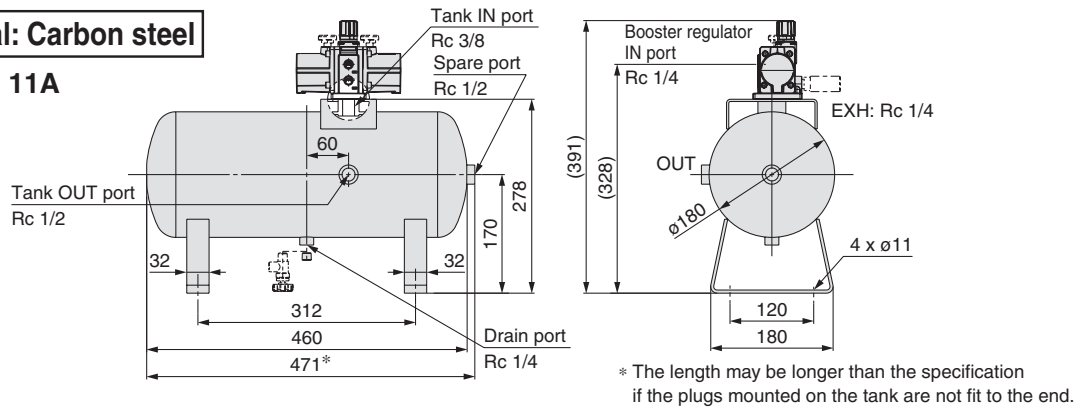 al: Carbon steel
11A
Tank IN port
Rc 3/8
Spare port
Rc 1/2
60
Tank OUT port
Rc 1/2
278
170
32
32
312
460
471*
Drain port
Rc 1/4
Booster regulator
IN port
Rc 1/4
EXH: Rc 1/4
(391)
(328)
OUT
ø180
4 x ø11
120
180
* The length may be longer than the specification
if the plugs mounted on the tank are not fit to the end.